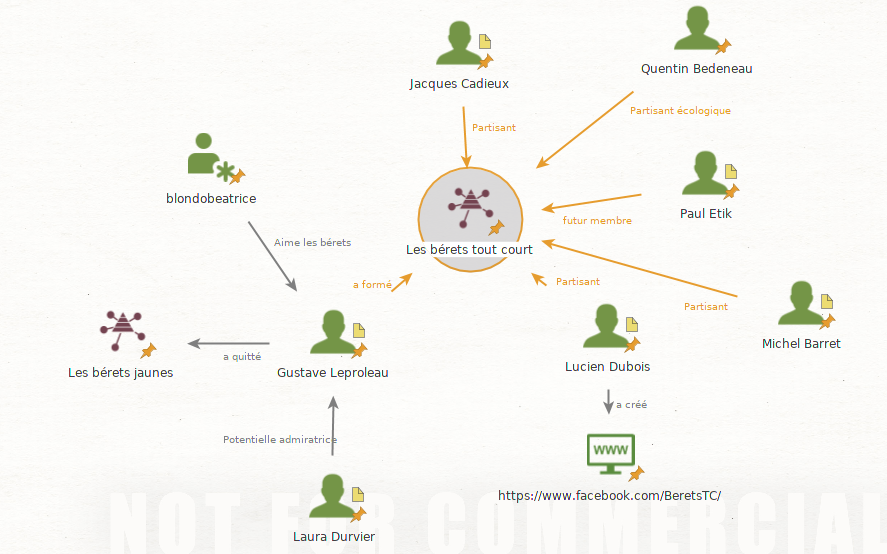 Jacques Cadieux
Quentin Bedeneau
Partisan écologique
Partisant
blondobeatrice
Paul Etik
futur membre
Aime les bérets
Les bérets tout court
a formé
Partisant
Partisant
Les bérets jaunes
a quitté
Gustave Leproleau
Lucien Dubois
Michel Barret
a créé
Potentielle admiratrice
WWW
https://www.facebook.com/BeretsTC/
Laura Durvier
NOT FOR COMMERCIAL